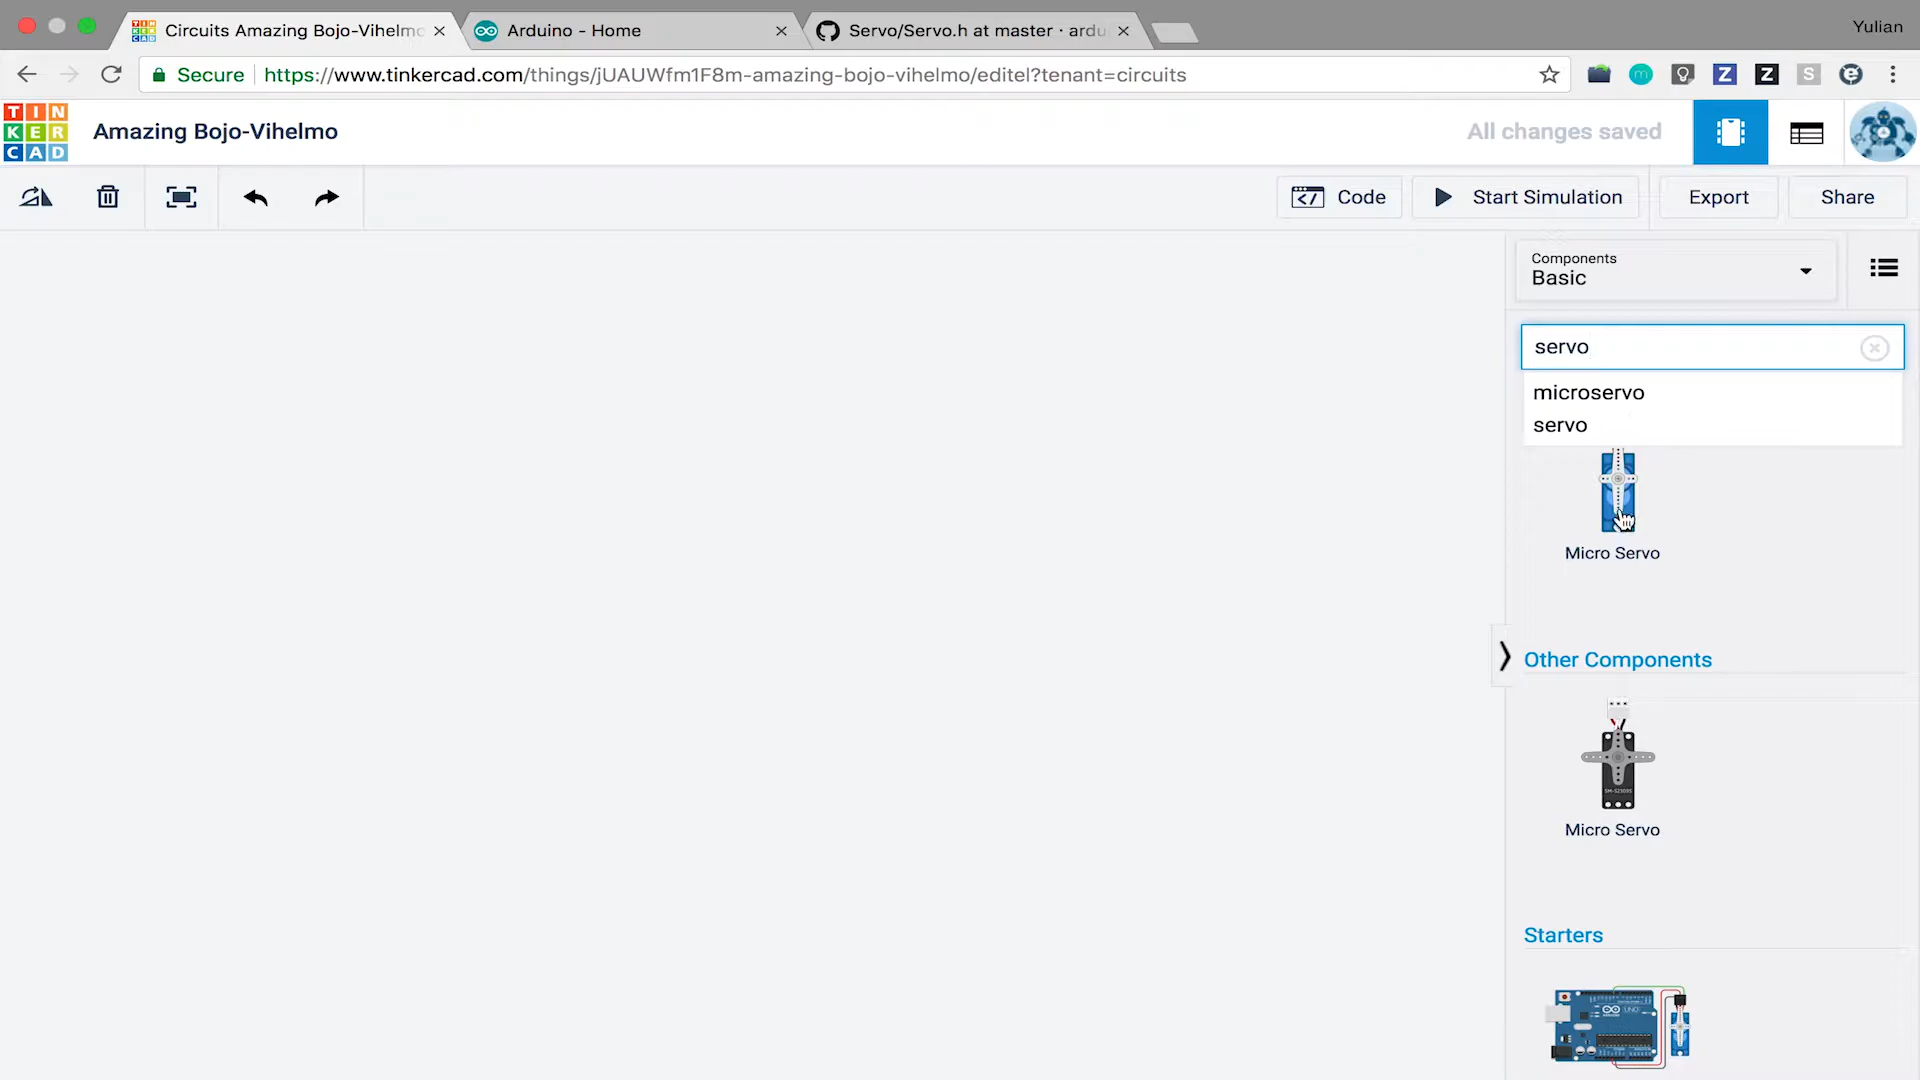 Circuits Amazing Bojo-Vihelmo
Arduino - Home
Servo/Servo.h at master · ardu
Yulian
Secure
https://www.tinkercad.com/things/jUAUWfm1F8m-amazing-bojo-vihelmo/editel?tenant=circuits
TIN
KER
CAD
Amazing Bojo-Vihelmo
All changes saved
Code
Start Simulation
Export
Share
Components
Basic
servo
microservo
servo
Micro Servo
Other Components
Micro Servo
Starters